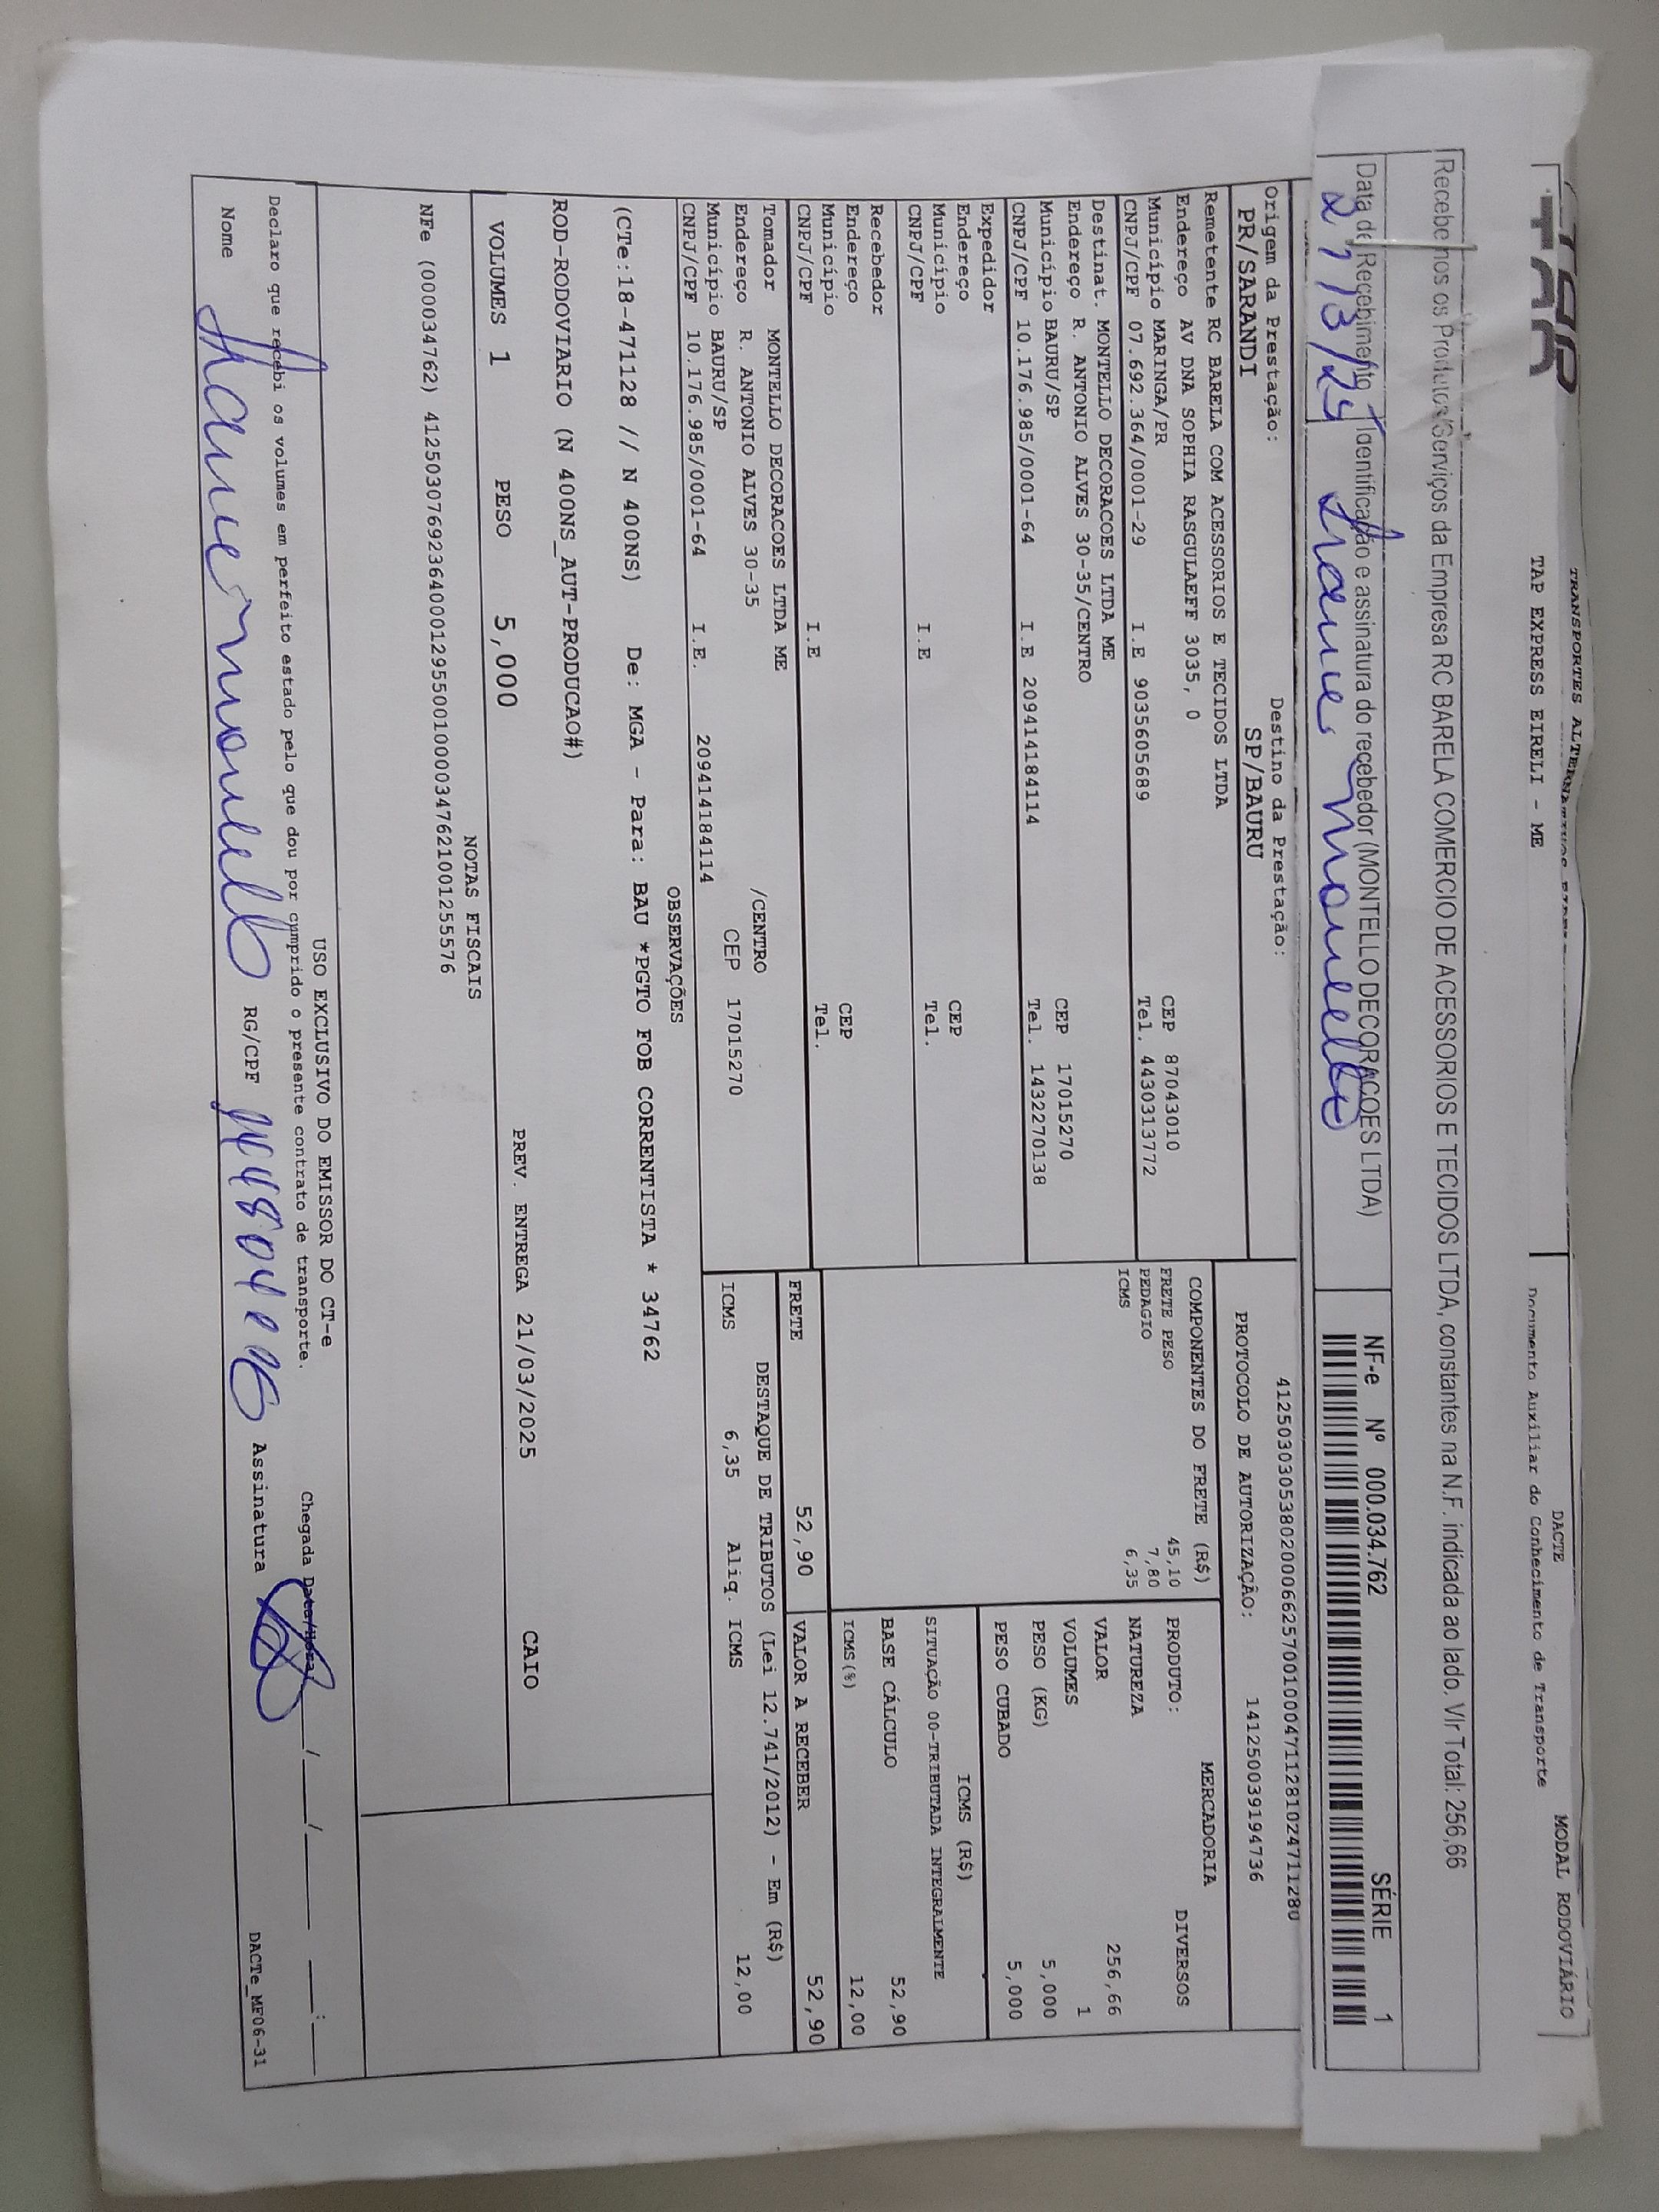 TRANSPORTES ALTERNATIVOS
TAP EXPRESS EIRELI - ME
DACTE
MODAL RODOVIÁRIO
Documento Auxiliar do Conhecimento de Transporte
Recebemos os Produtos/Serviços da Empresa RC BARELA COMERCIO DE ACESSORIOS E TECIDOS LTDA, constantes na N.F. indicada ao lado. Vlr Total: 256,66
Data de Recebimento Identificação e assinatura do recebedor (MONTELLO DECORACOES LTDA)
NF-e Nº 000.034.762 SÉRIE 1
Origem da Prestação: Destino da Prestação:
PR/SARANDI SP/BAURU
PROTOCOLO DE AUTORIZAÇÃO: 141250039194736
Remetente RC BARELA COM ACESSORIOS E TECIDOS LTDA
Endereço AV DNA SOPHIA RASGULAEFF 3035, 0 CEP 87043010
Município MARINGA/PR Tel. 443031​3772
CNPJ/CPF 07.692.364/0001-29 I.E 9035605689
Destinat. MONTELLO DECORACOES LTDA ME
Endereço R. ANTONIO ALVES 30-35/CENTRO CEP 17015270
Município BAURU/SP Tel. 1432270138
CNPJ/CPF 10.176.985/0001-64 I.E 209414184114
Expedidor
Endereço CEP
Município Tel.
CNPJ/CPF I.E
Recebedor
Endereço CEP
Município Tel.
CNPJ/CPF I.E
Tomador MONTELLO DECORACOES LTDA ME
Endereço R. ANTONIO ALVES 30-35 /CENTRO
Município BAURU/SP CEP 17015270
CNPJ/CPF 10.176.985/0001-64 I.E. 209414184114
COMPONENTES DO FRETE (R$)
FRETE PESO 45,10
PEDAGIO 7,80
ICMS 6,35
MERCADORIA
PRODUTO: DIVERSOS
NATUREZA
VALOR 256,66
VOLUMES 1
PESO (KG) 5,000
PESO CUBADO 5,000
ICMS (R$)
SITUAÇÃO 00-TRIBUTADA INTEGRALMENTE
BASE CÁLCULO 52,90
ICMS(%) 12,00
FRETE 52,90 VALOR A RECEBER 52,90
DESTAQUE DE TRIBUTOS (Lei 12.741/2012) - Em (R$)
ICMS 6,35 Aliq. ICMS 12,00
OBSERVAÇÕES
(CTe:18-471128 // N 400NS) De: MGA - Para: BAU *PGTO FOB CORRENTISTA * 34762
ROD-RODOVIARIO (N 400NS_AUT-PRODUCAO#)
VOLUMES 1 PESO 5,000 PREV. ENTREGA 21/03/2025 CAIO
NOTAS FISCAIS
NFe (000034762) 41250307692364000129550010000347621001255576
USO EXCLUSIVO DO EMISSOR DO CT-e
Declaro que recebi os volumes em perfeito estado pelo que dou por cumprido o presente contrato de transporte.
Chegada Data/Hora __/__/__ __:__
Nome RG/CPF Assinatura
DACTe_MF06-31